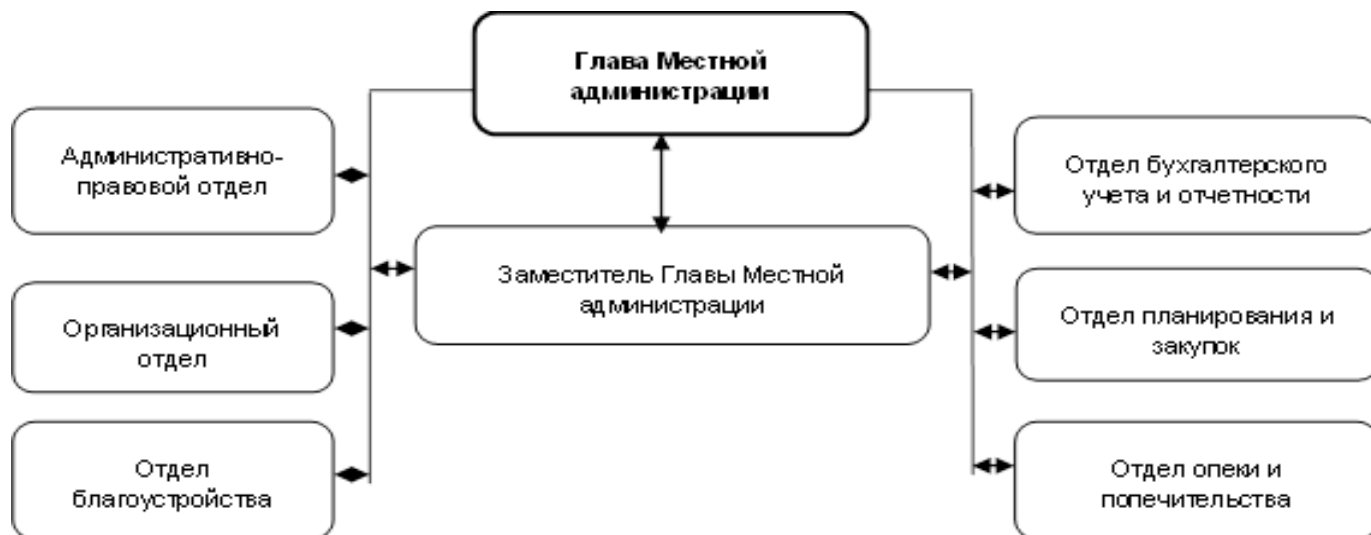 Глава Местной
администрации
Административно-
правовой отдел
Отдел бухгалтерского
учета и отчетности
Заместитель Главы Местной
администрации
Организационный
отдел
Отдел планирования и
закупок
Отдел
благоустройства
Отдел опеки и
попечительства